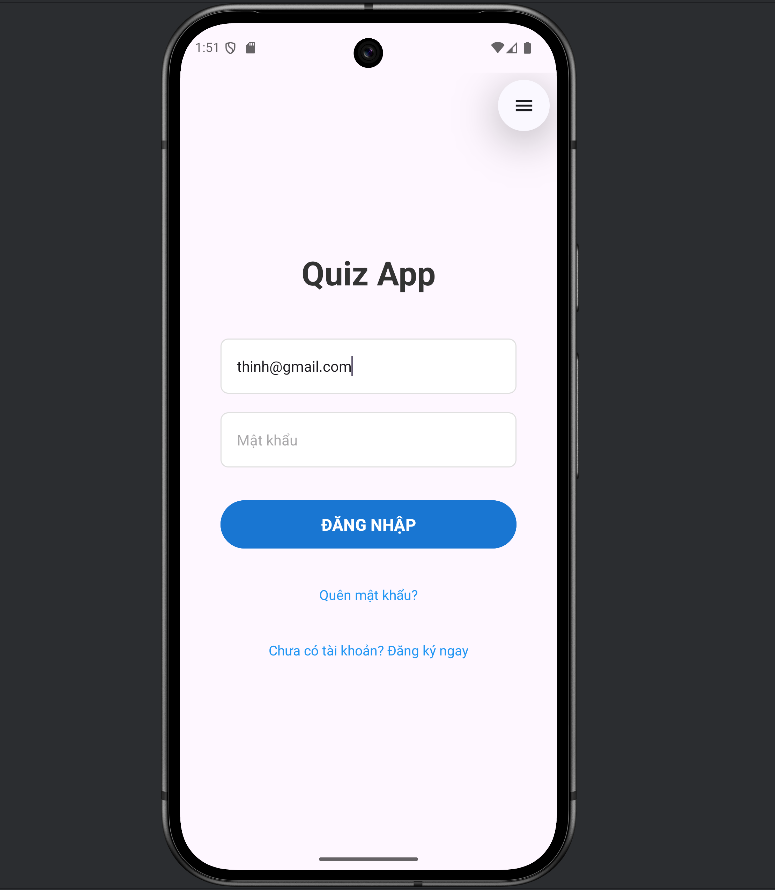 1:51
Quiz App
thinh@gmail.com
Mật khẩu
ĐĂNG NHẬP
Quên mật khẩu?
Chưa có tài khoản? Đăng ký ngay